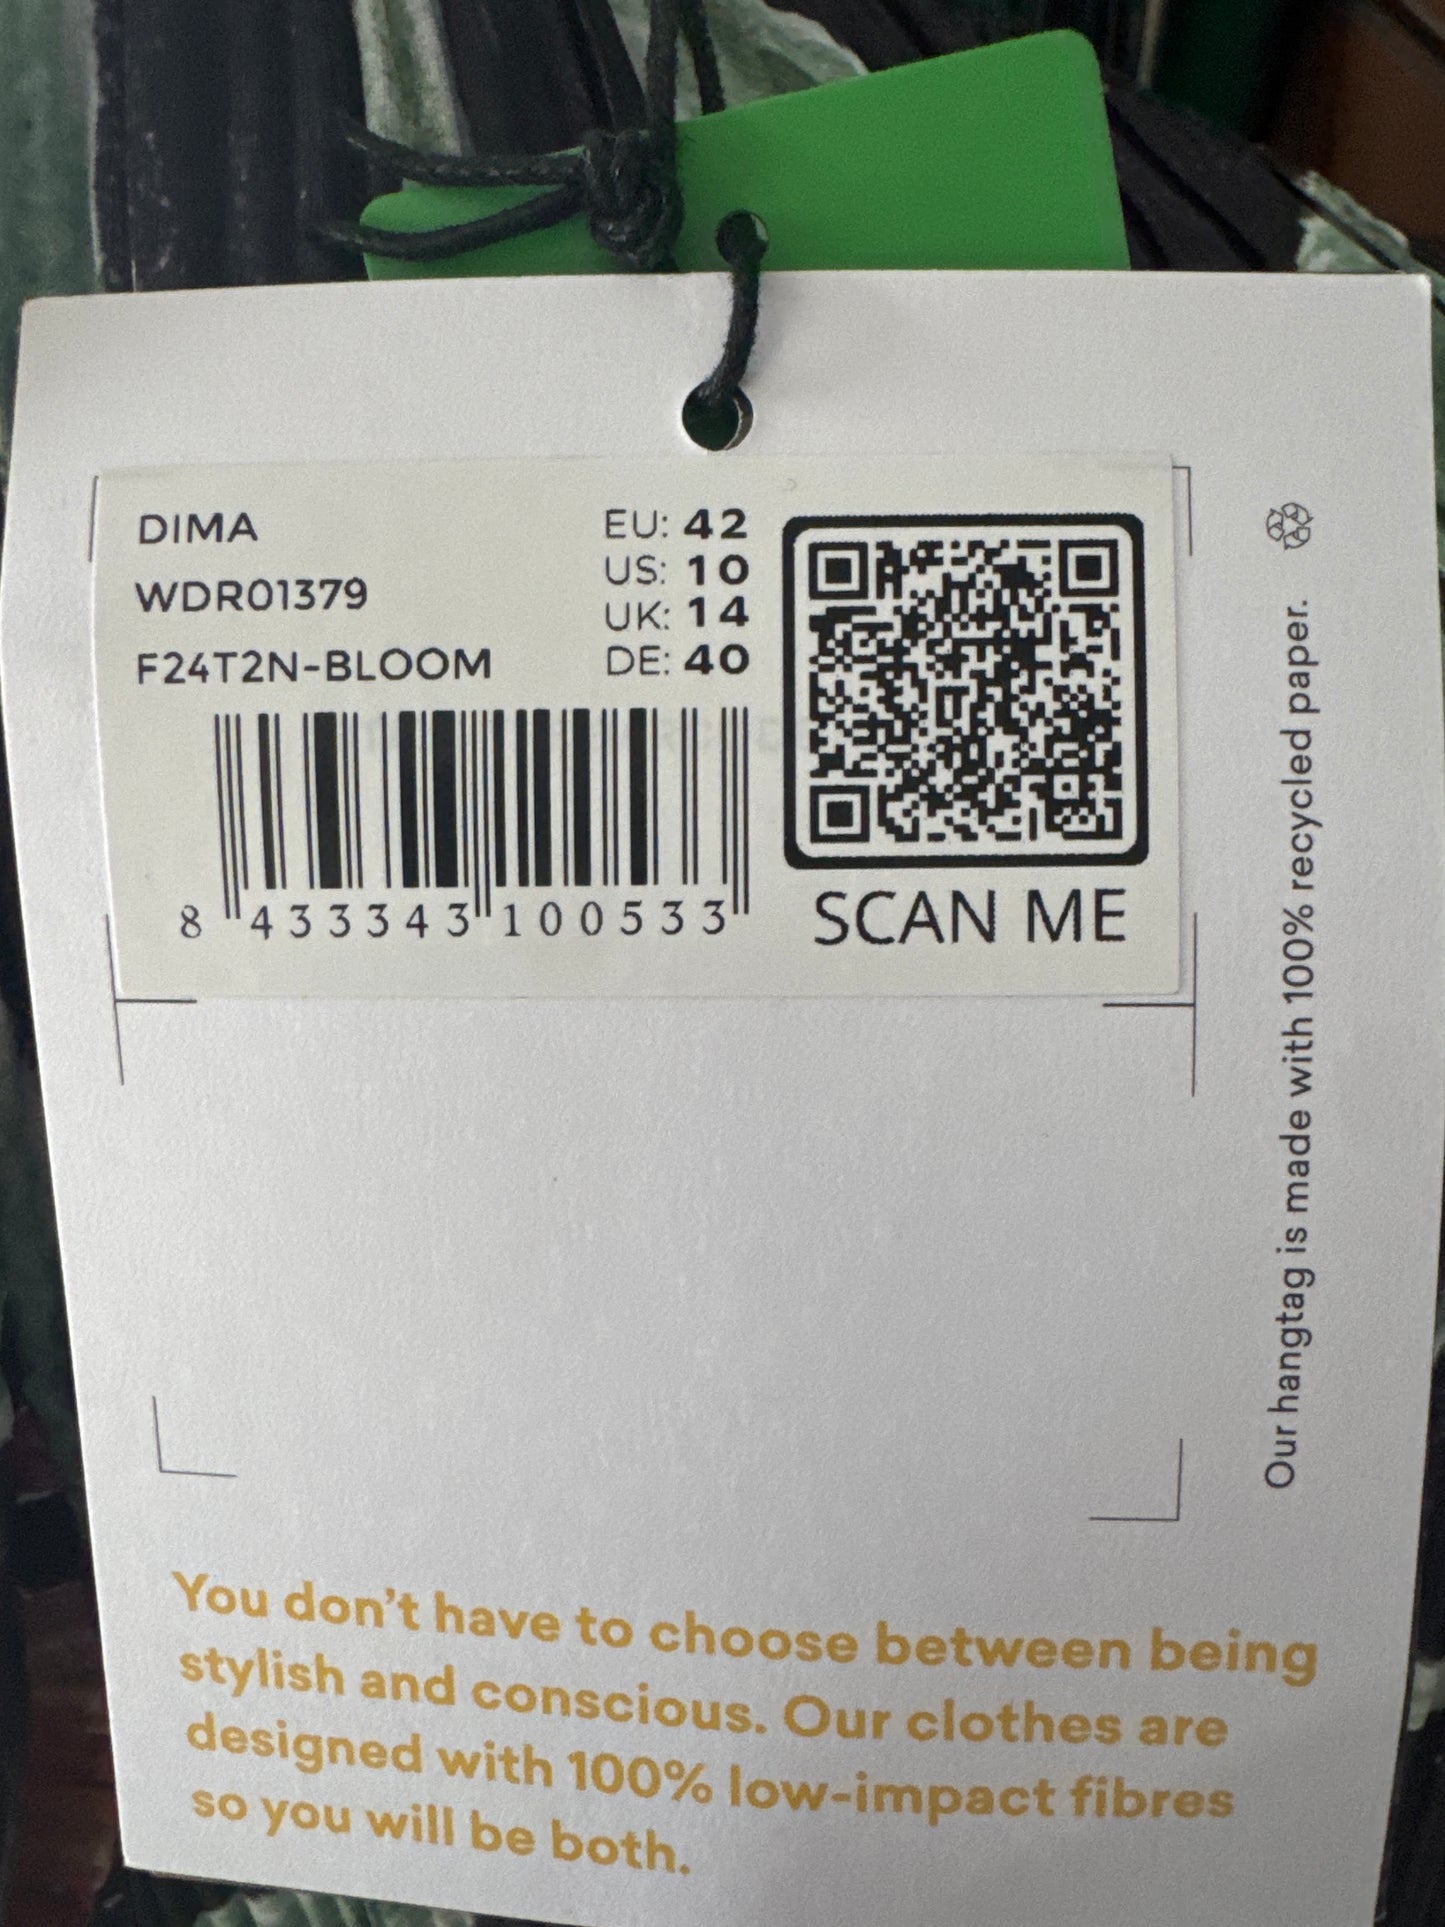 DIMA
WDR01379
F24T2N-BLOOM
EU: 42
US: 10
UK: 14
DE: 40
8 433343 100533
SCAN ME
Our hangtag is made with 100% recycled paper.
You don't have to choose between being
stylish and conscious. Our clothes are
designed with 100% low-impact fibres
so you will be both.